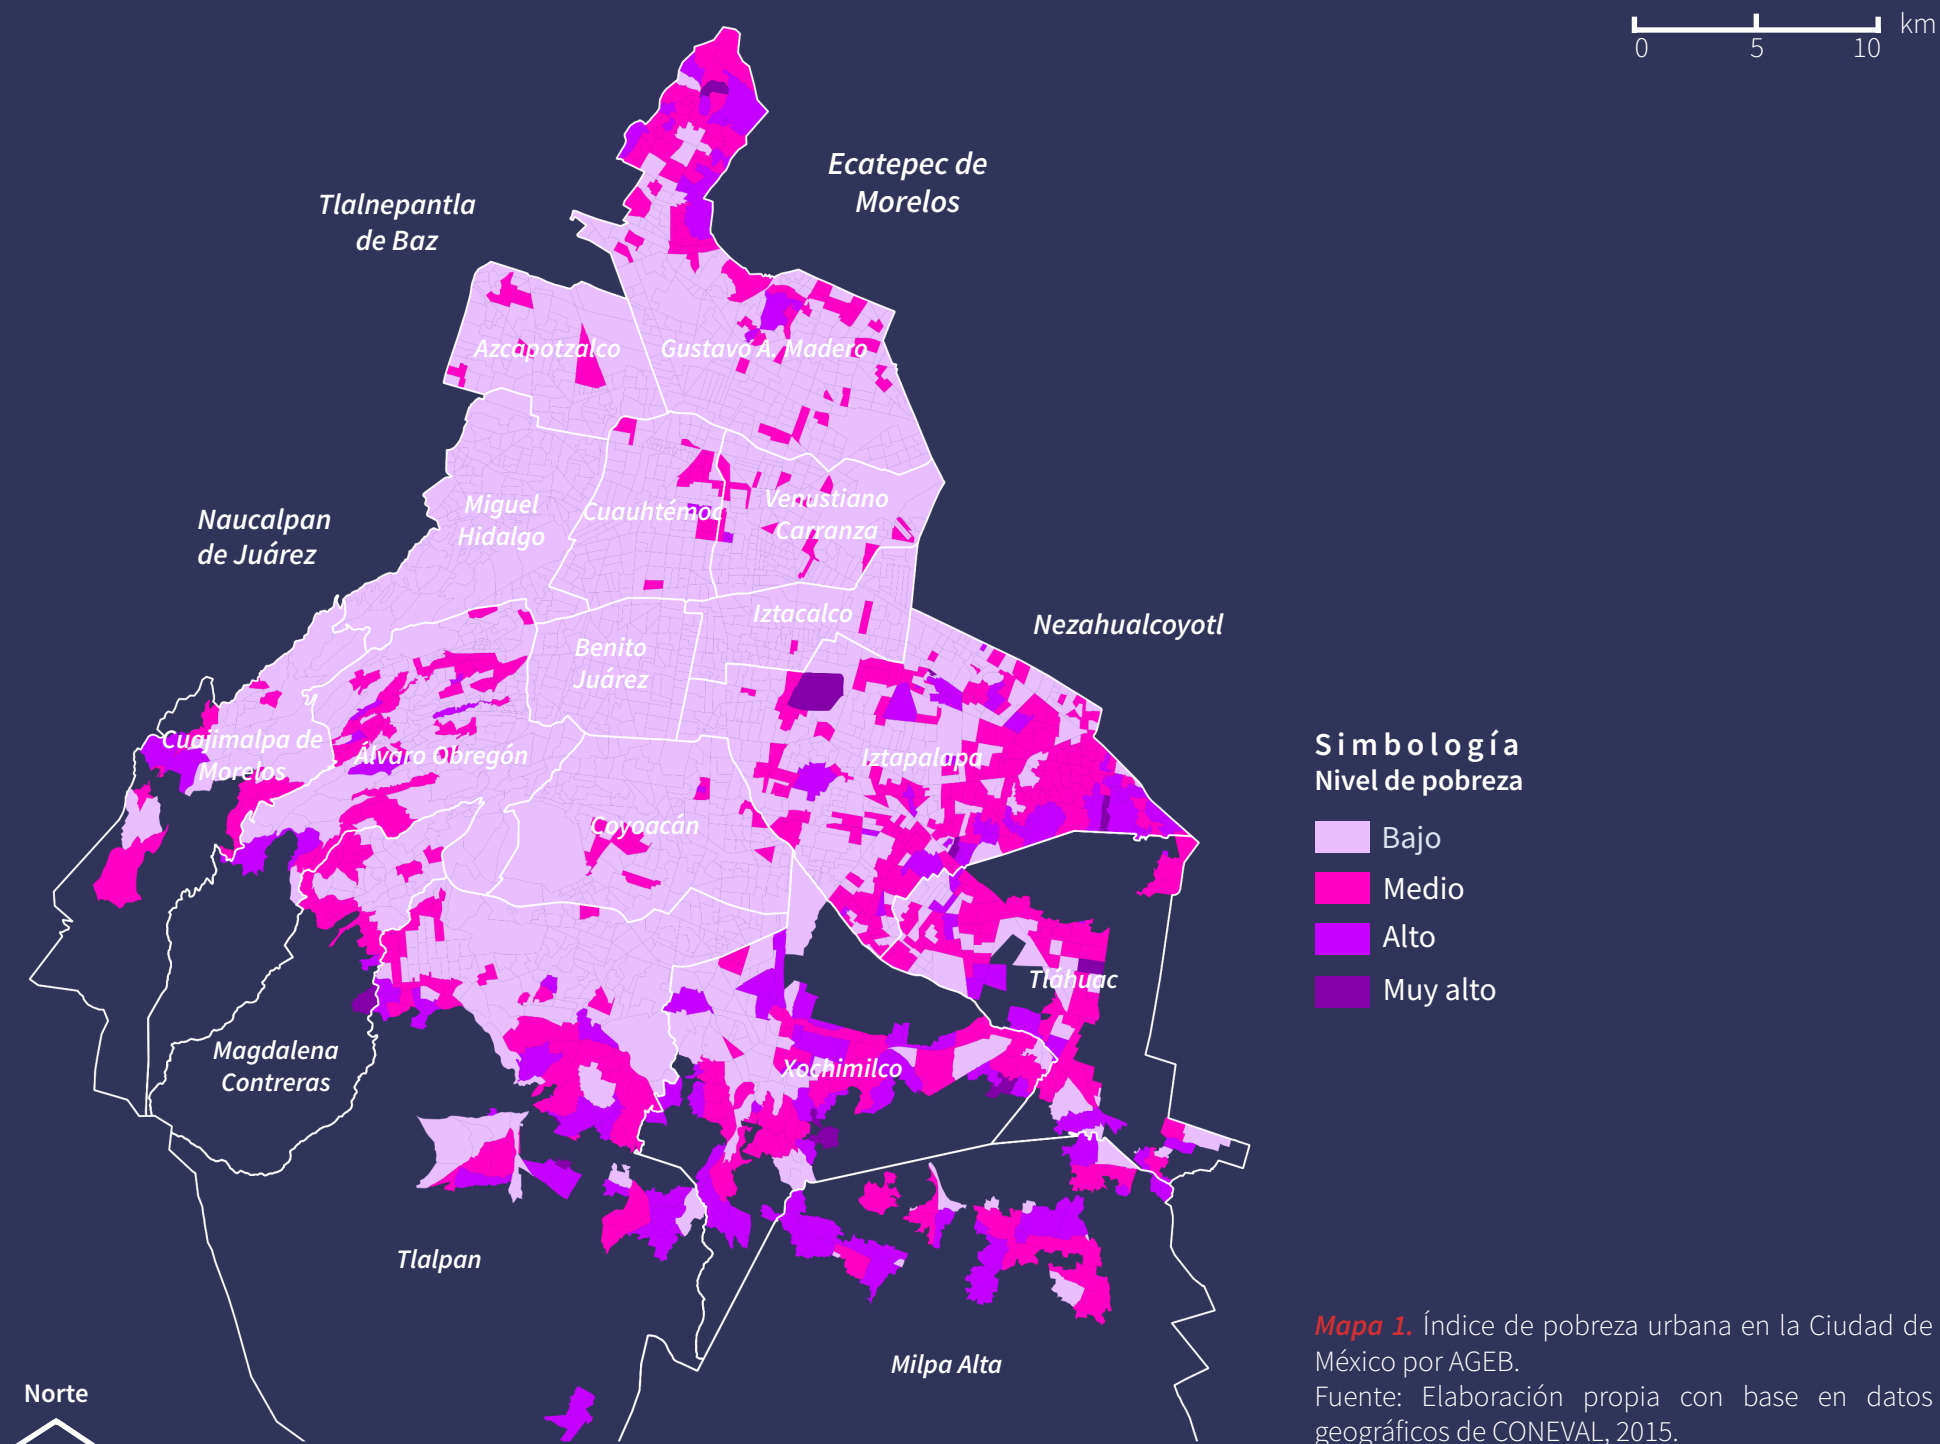 km
0 5 10
Ecatepec de
Morelos
Tlalnepantla
de Baz
Azcapotzalco
Gustavo A. Madero
Naucalpan
de Juárez
Miguel
Hidalgo
Cuauhtémoc
Venustiano
Carranza
Iztacalco
Nezahualcoyotl
Benito
Juárez
Cuajimalpa de
Morelos
Álvaro Obregón
Iztapalapa
Coyoacán
Tláhuac
Magdalena
Contreras
Xochimilco
Tlalpan
Milpa Alta
Norte
Simbología
Nivel de pobreza
Bajo
Medio
Alto
Muy alto
Mapa 1. Índice de pobreza urbana en la Ciudad de
México por AGEB.
Fuente: Elaboración propia con base en datos
geográficos de CONEVAL, 2015.